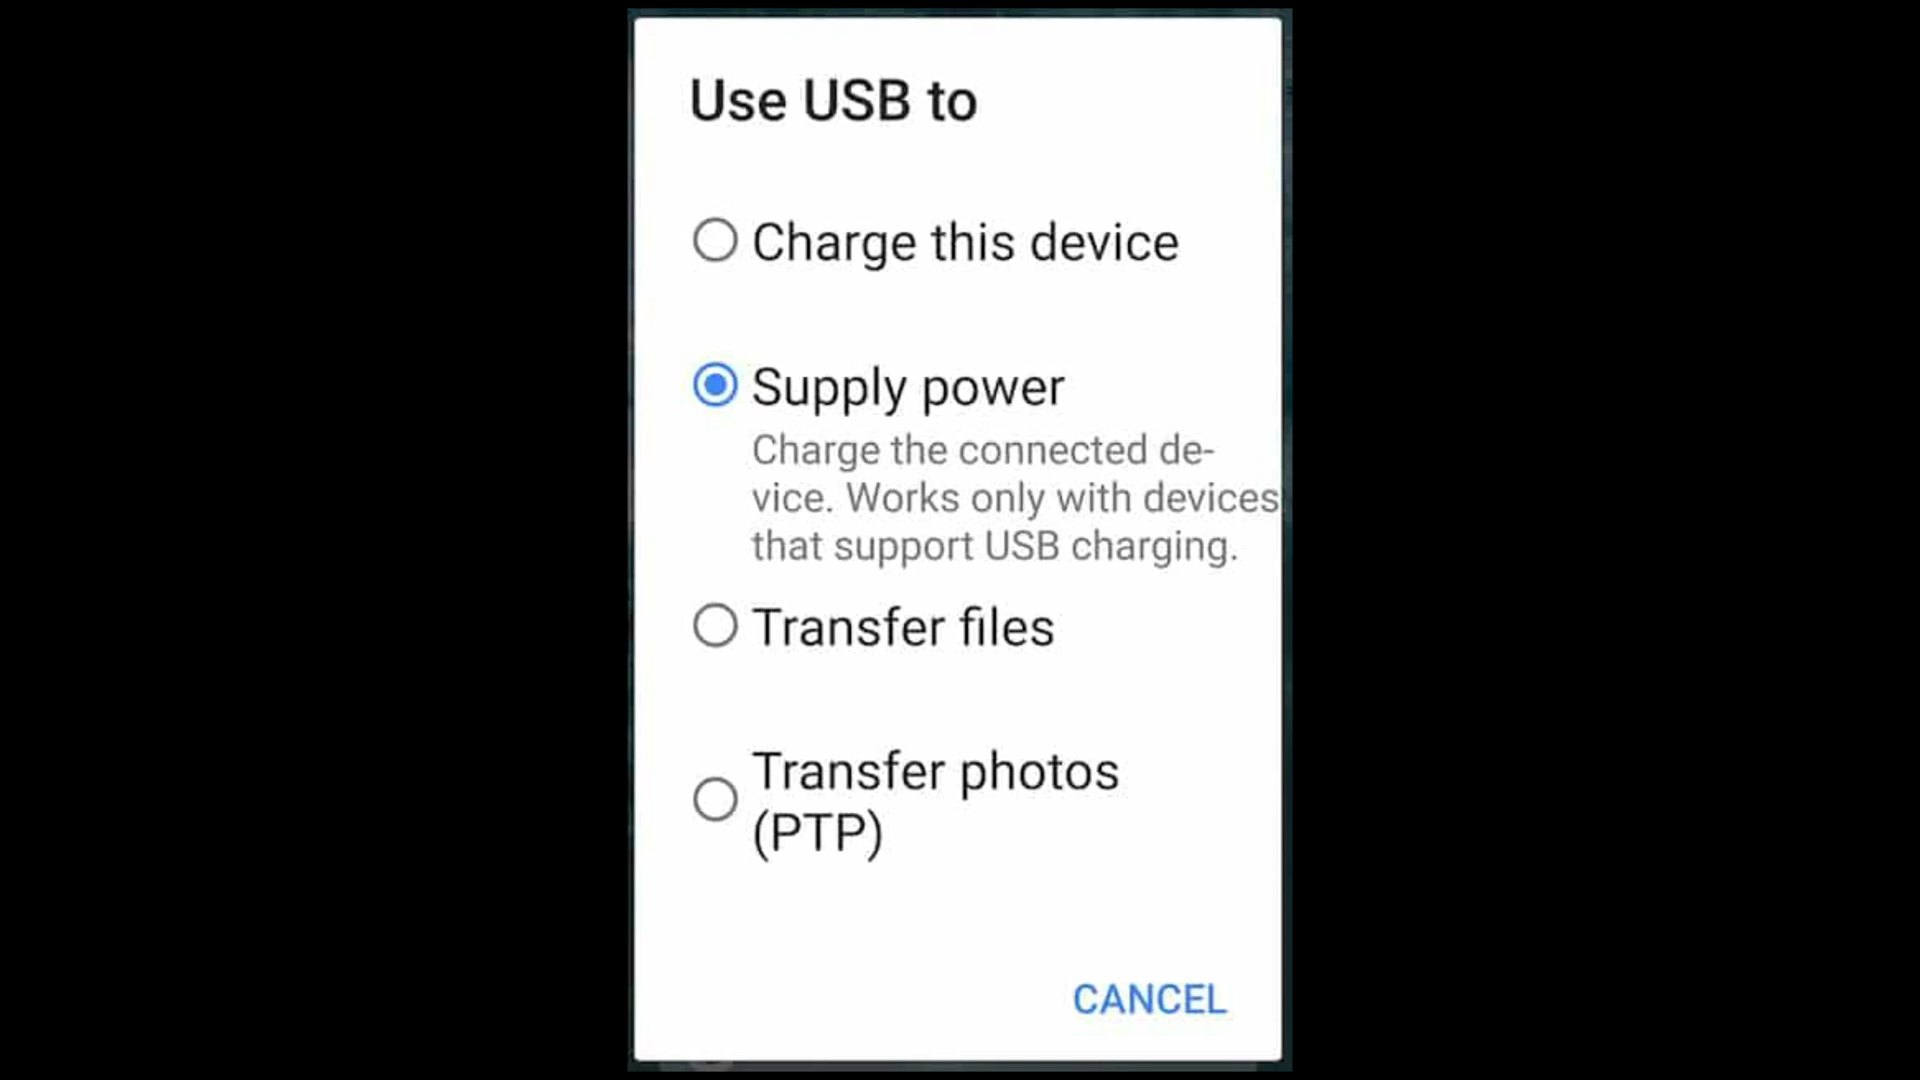 Use USB to
Charge this device
Supply power
Charge the connected de-
vice. Works only with devices
that support USB charging.
Transfer files
Transfer photos
(PTP)
CANCEL